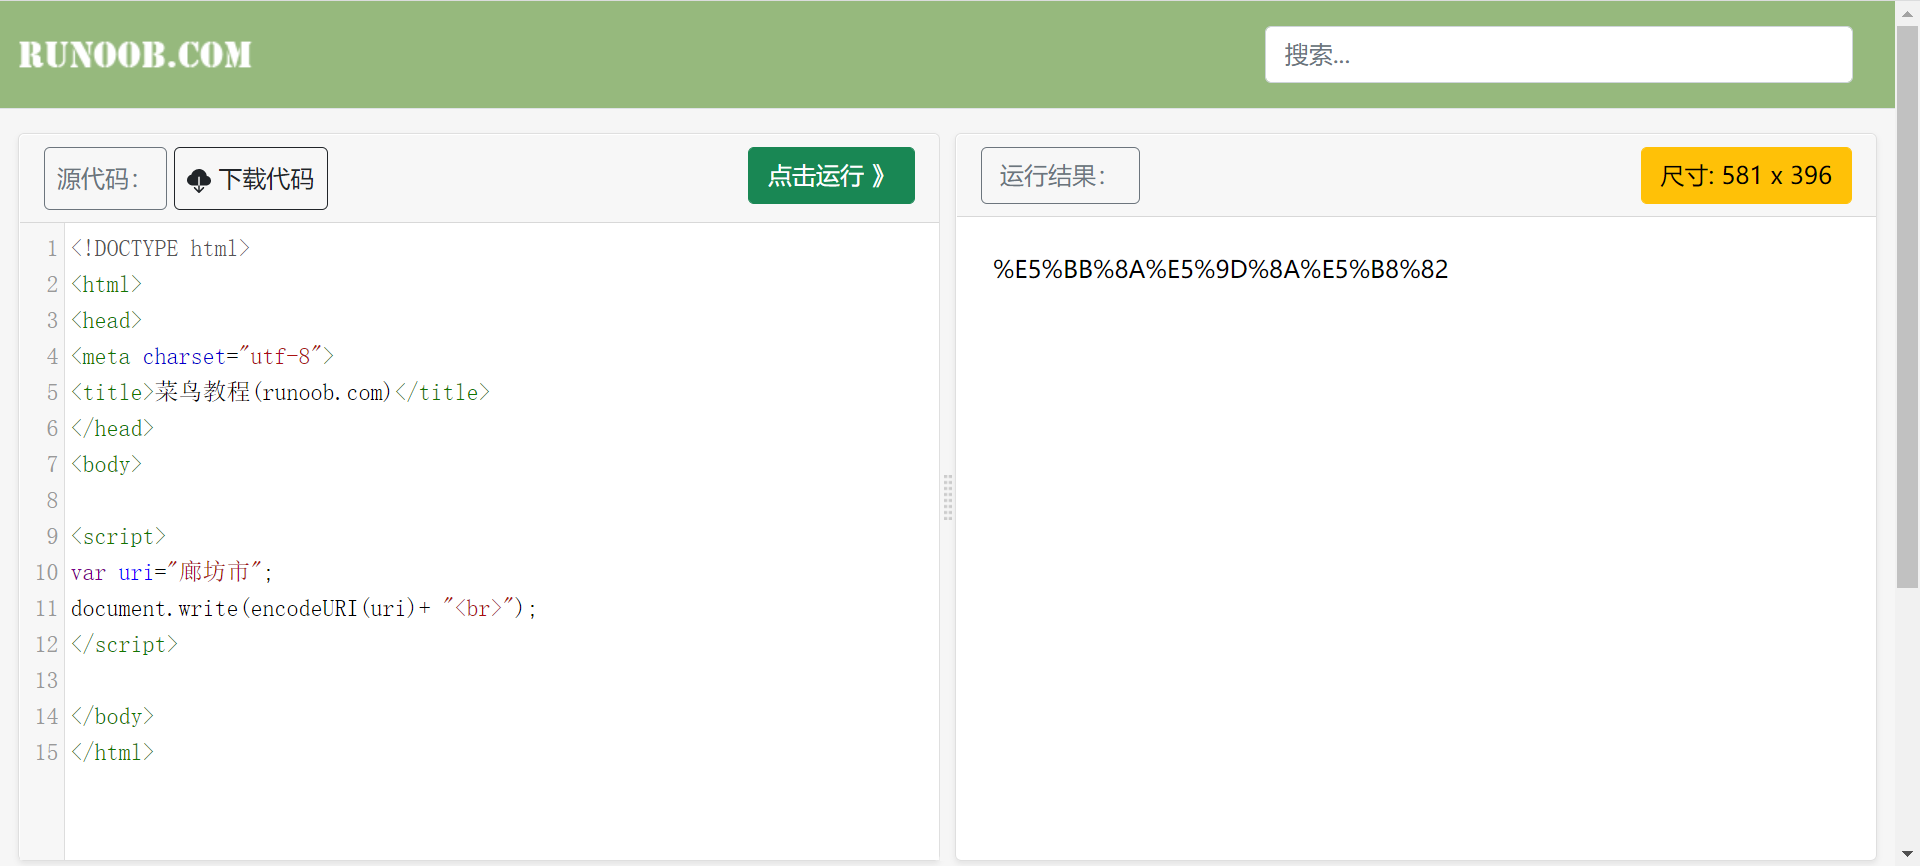 RUNOOB.COM
搜索...
源代码：
下载代码
点击运行 》
运行结果：
尺寸: 581 x 396
1 <!DOCTYPE html>
2 <html>
3 <head>
4 <meta charset="utf-8">
5 <title>菜鸟教程(runoob.com)</title>
6 </head>
7 <body>
8
9 <script>
10 var uri="廊坊市";
11 document.write(encodeURI(uri)+ "<br>");
12 </script>
13
14 </body>
15 </html>
%E5%BB%8A%E5%9D%8A%E5%B8%82